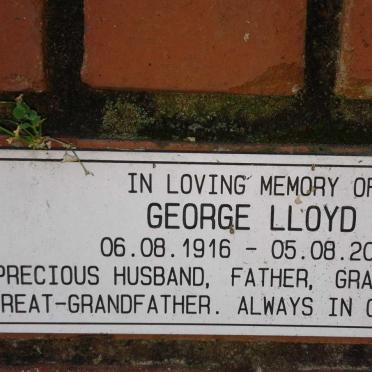 IN LOVING MEMORY OF
GEORGE LLOYD
06.08.1916 - 05.08.20
PRECIOUS HUSBAND, FATHER, GRA
REAT-GRANDFATHER. ALWAYS IN